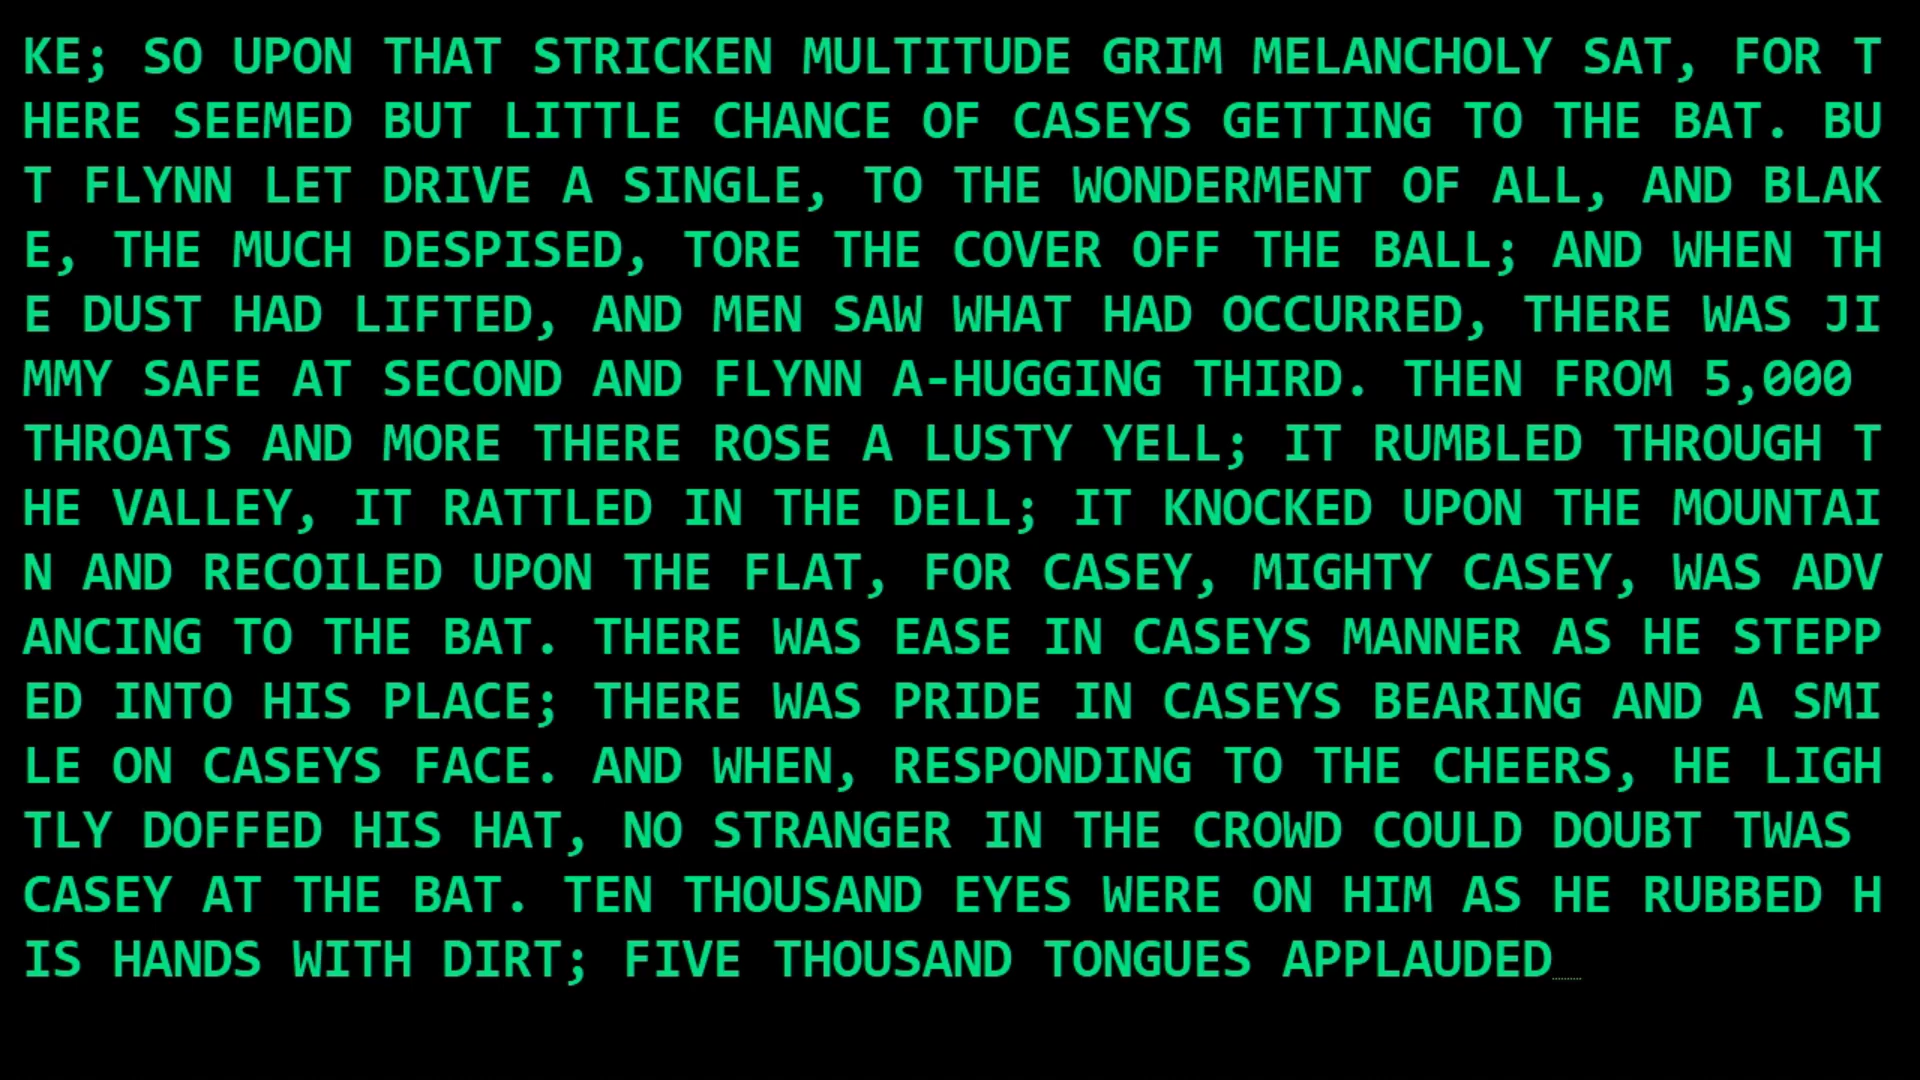 KE; SO UPON THAT STRICKEN MULTITUDE GRIM MELANCHOLY SAT, FOR T
HERE SEEMED BUT LITTLE CHANCE OF CASEYS GETTING TO THE BAT. BU
T FLYNN LET DRIVE A SINGLE, TO THE WONDERMENT OF ALL, AND BLAK
E, THE MUCH DESPISED, TORE THE COVER OFF THE BALL; AND WHEN TH
E DUST HAD LIFTED, AND MEN SAW WHAT HAD OCCURRED, THERE WAS JI
MMY SAFE AT SECOND AND FLYNN A-HUGGING THIRD. THEN FROM 5,000
THROATS AND MORE THERE ROSE A LUSTY YELL; IT RUMBLED THROUGH T
HE VALLEY, IT RATTLED IN THE DELL; IT KNOCKED UPON THE MOUNTAI
N AND RECOILED UPON THE FLAT, FOR CASEY, MIGHTY CASEY, WAS ADV
ANCING TO THE BAT. THERE WAS EASE IN CASEYS MANNER AS HE STEPP
ED INTO HIS PLACE; THERE WAS PRIDE IN CASEYS BEARING AND A SMI
LE ON CASEYS FACE. AND WHEN, RESPONDING TO THE CHEERS, HE LIGH
TLY DOFFED HIS HAT, NO STRANGER IN THE CROWD COULD DOUBT TWAS
CASEY AT THE BAT. TEN THOUSAND EYES WERE ON HIM AS HE RUBBED H
IS HANDS WITH DIRT; FIVE THOUSAND TONGUES APPLAUDED_